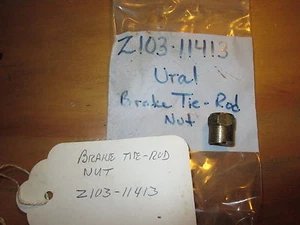 Z103-11413
Ural
Brake Tie-Rod
Nut
BRAKE TIE-ROD
NUT
Z103-11413